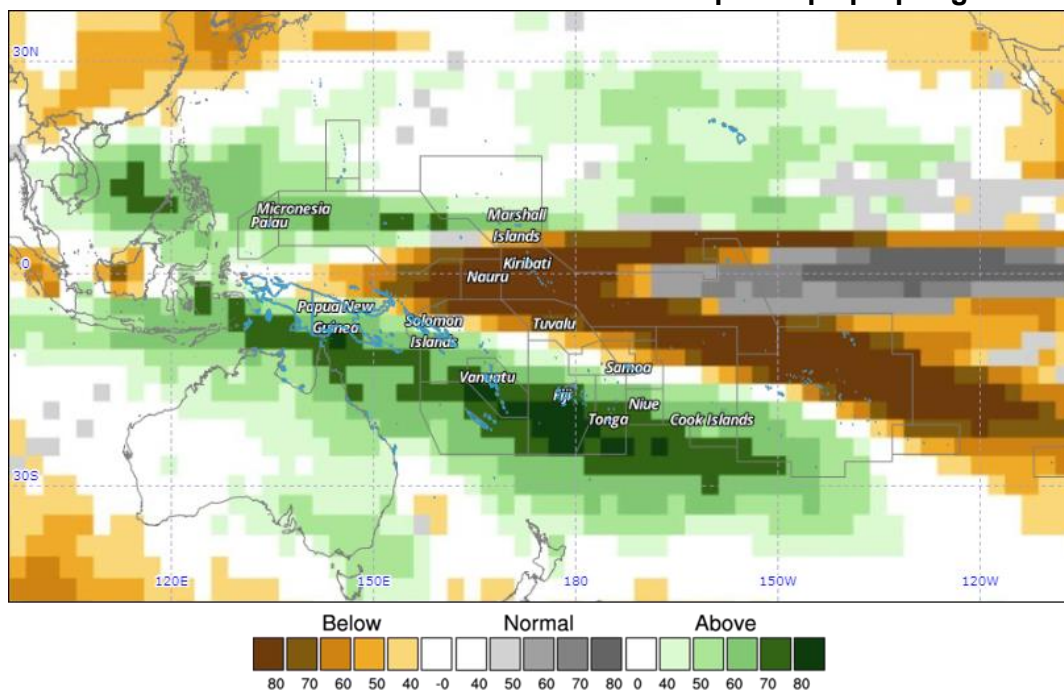 30N
Micronesia
Palau
Marshall
Islands
0
Kiribati
Nauru
Papua New
Guinea
Solomon
Islands
Tuvalu
Samoa
Vanuatu
Fiji
Niue
Tonga
Cook Islands
30S
120E 150E 180 150W 120W
Below Normal Above
80 70 60 50 40 -0 40 50 60 70 80 0 40 50 60 70 80